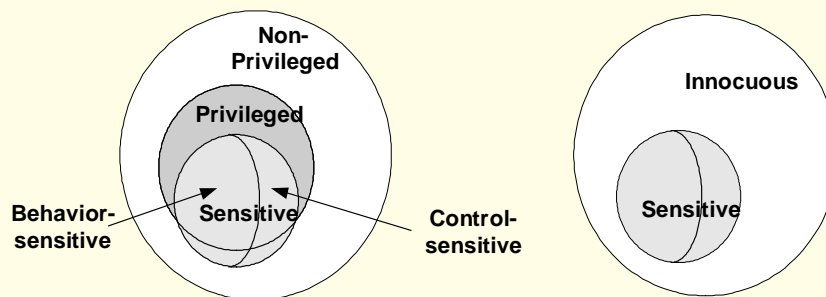 Non-
Privileged
Privileged
Behavior-
sensitive
Sensitive
Control-
sensitive
Innocuous
Sensitive